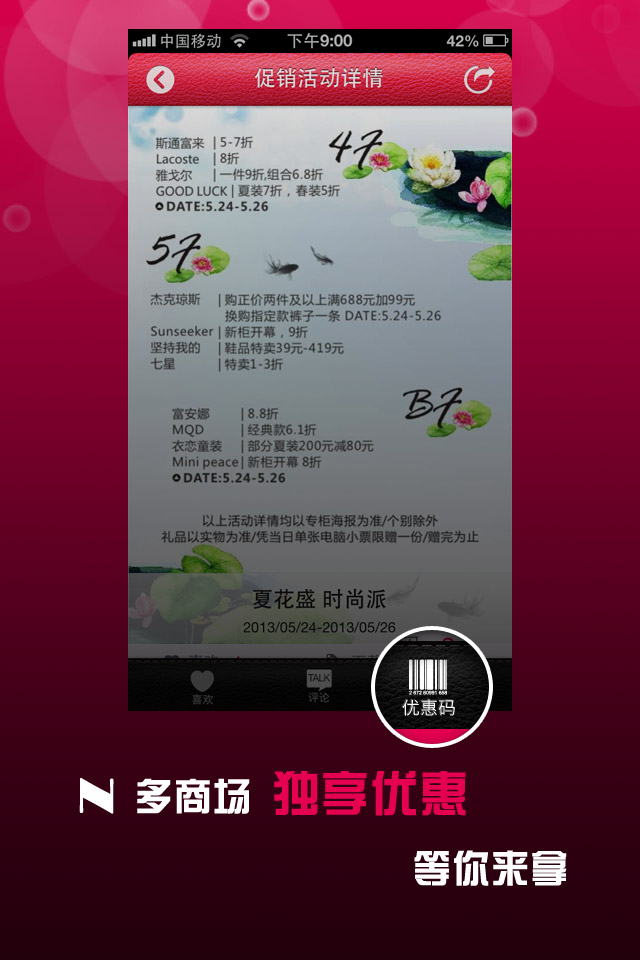 中国移动 下午9:00 42%
促销活动详情
4F
斯通富来 | 5-7折
Lacoste | 8折
雅戈尔 | 一件9折,组合6.8折
GOOD LUCK | 夏装7折，春装5折
DATE:5.24-5.26
5F
杰克琼斯 | 购正价两件及以上满688元加99元
换购指定款裤子一条 DATE:5.24-5.26
Sunseeker | 新柜开幕，9折
坚持我的 | 鞋品特卖39元-419元
七星 | 特卖1-3折
B7
富安娜 | 8.8折
MQD | 经典款6.1折
衣恋童装 | 部分夏装200元减80元
Mini peace | 新柜开幕 8折
DATE:5.24-5.26
以上活动详情均以专柜海报为准/个别除外
礼品以实物为准/凭当日单张电脑小票限赠一份/赠完为止
夏花盛 时尚派
2013/05/24-2013/05/26
喜欢
TALK
评论
优惠码
N 多商场 独享优惠
等你来拿